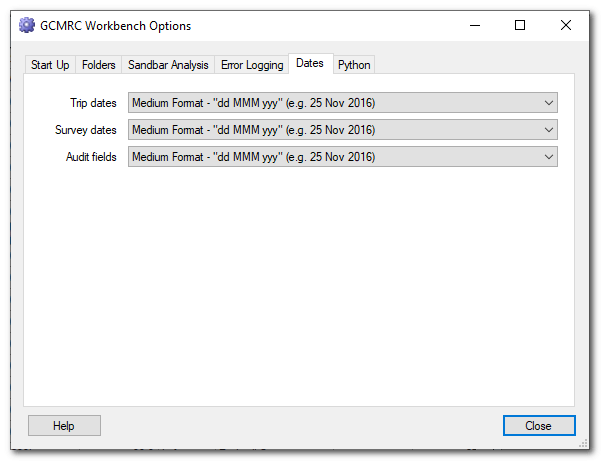 GCMRC Workbench Options
Start Up Folders Sandbar Analysis Error Logging Dates Python
Trip dates Medium Format - "dd MMM yyy" (e.g. 25 Nov 2016)
Survey dates Medium Format - "dd MMM yyy" (e.g. 25 Nov 2016)
Audit fields Medium Format - "dd MMM yyy" (e.g. 25 Nov 2016)
Help Close